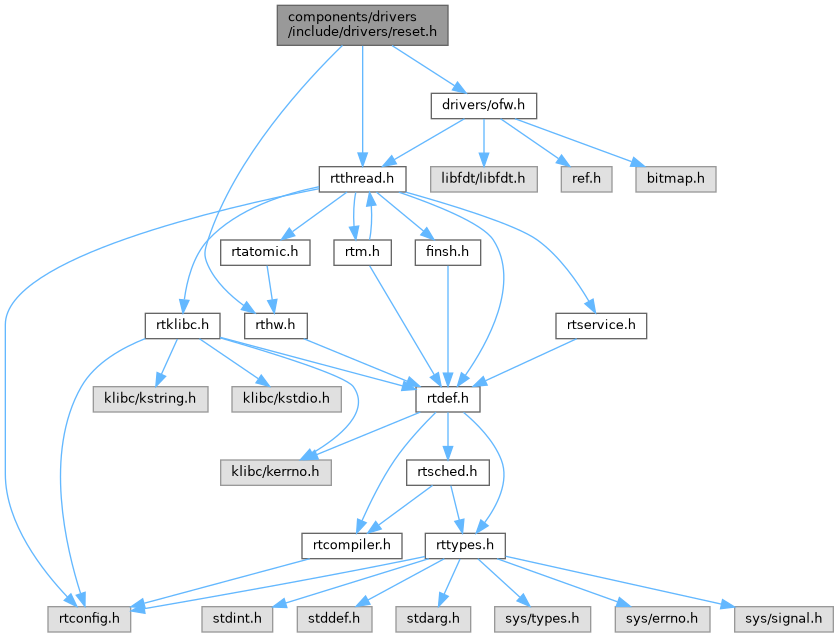 components/drivers
/include/drivers/reset.h
drivers/ofw.h
rtthread.h
libfdt/libfdt.h
ref.h
bitmap.h
rtatomic.h
rtm.h
finsh.h
rtklibc.h
rthw.h
rtservice.h
klibc/kstring.h
klibc/kstdio.h
rtdef.h
klibc/kerrno.h
rtsched.h
rtcompiler.h
rttypes.h
rtconfig.h
stdint.h
stddef.h
stdarg.h
sys/types.h
sys/errno.h
sys/signal.h